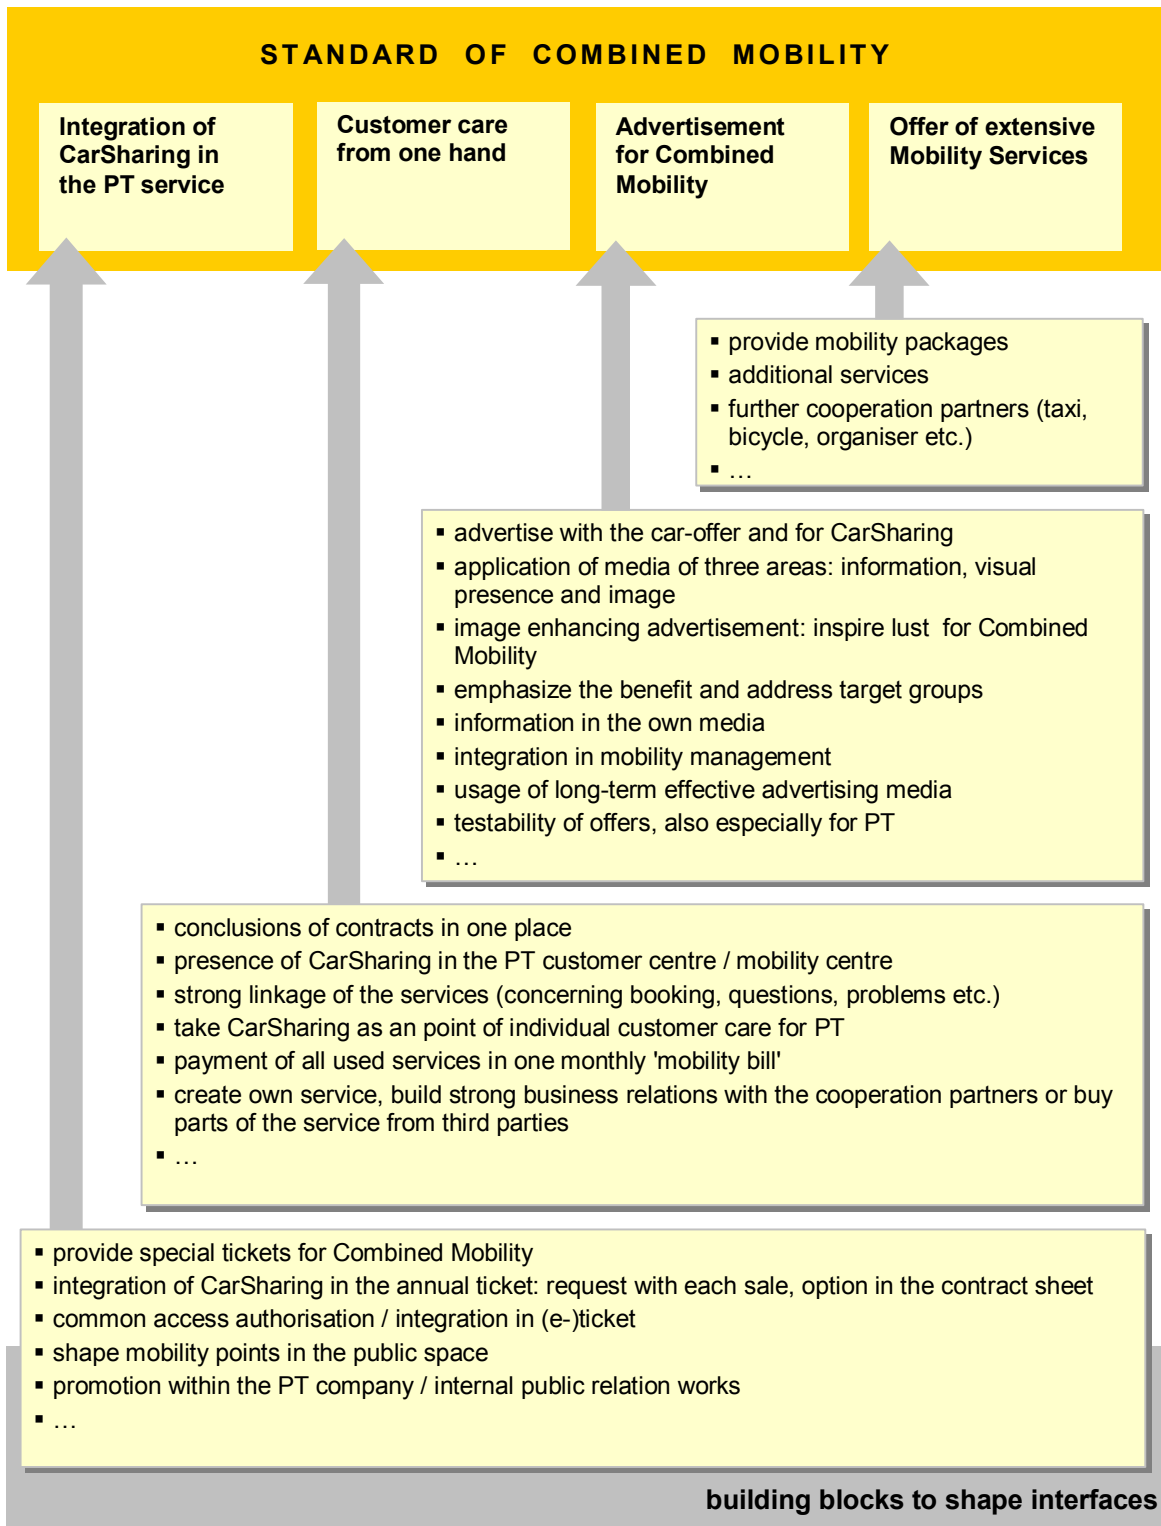 STANDARD OF COMBINED MOBILITY
Integration of
CarSharing in
the PT service
Customer care
from one hand
Advertisement
for Combined
Mobility
Offer of extensive
Mobility Services
▪ provide mobility packages
▪ additional services
▪ further cooperation partners (taxi,
bicycle, organiser etc.)
▪ …
▪ advertise with the car-offer and for CarSharing
▪ application of media of three areas: information, visual
presence and image
▪ image enhancing advertisement: inspire lust for Combined
Mobility
▪ emphasize the benefit and address target groups
▪ information in the own media
▪ integration in mobility management
▪ usage of long-term effective advertising media
▪ testability of offers, also especially for PT
▪ …
▪ conclusions of contracts in one place
▪ presence of CarSharing in the PT customer centre / mobility centre
▪ strong linkage of the services (concerning booking, questions, problems etc.)
▪ take CarSharing as an point of individual customer care for PT
▪ payment of all used services in one monthly 'mobility bill'
▪ create own service, build strong business relations with the cooperation partners or buy
parts of the service from third parties
▪ …
▪ provide special tickets for Combined Mobility
▪ integration of CarSharing in the annual ticket: request with each sale, option in the contract sheet
▪ common access authorisation / integration in (e-)ticket
▪ shape mobility points in the public space
▪ promotion within the PT company / internal public relation works
▪ …
building blocks to shape interfaces